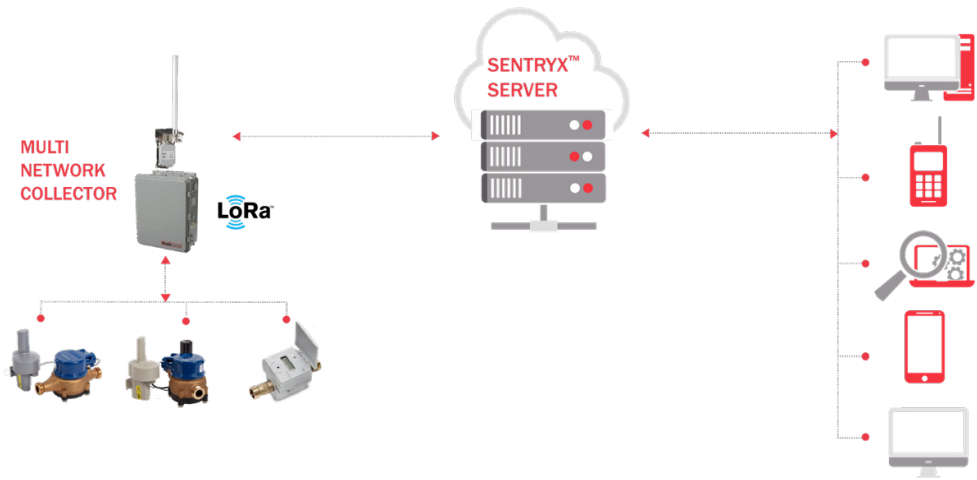 SENTRYX™
SERVER
MULTI
NETWORK
COLLECTOR
LoRa™